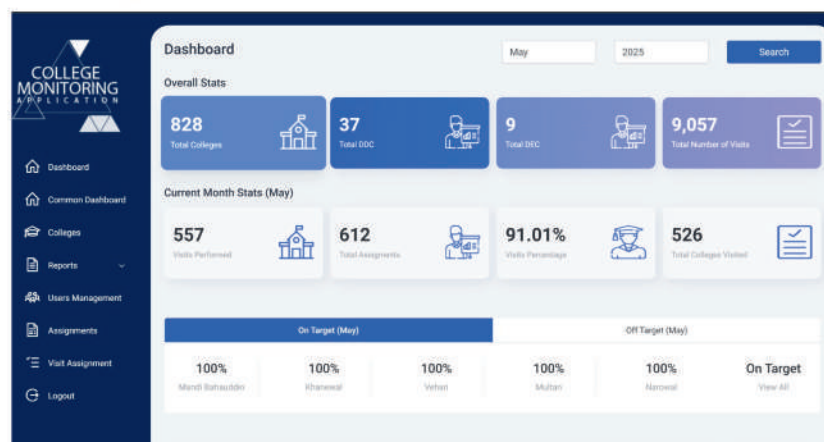 COLLEGE
MONITORING
APPLICATION
Dashboard
Common Dashboard
Colleges
Reports
Users Management
Assignments
Visit Assignment
Logout
Dashboard
May
2025
Search
Overall Stats
828
Total Colleges
37
Total DDC
9
Total DEC
9,057
Total Number of Visits
Current Month Stats (May)
557
Visits Performed
612
Total Assignments
91.01%
Visits Percentage
526
Total Colleges Visited
On Target (May)
Off Target (May)
100%
Mandi Bahauddin
100%
Khanewal
100%
Vehari
100%
Multan
100%
Narowal
On Target
View All